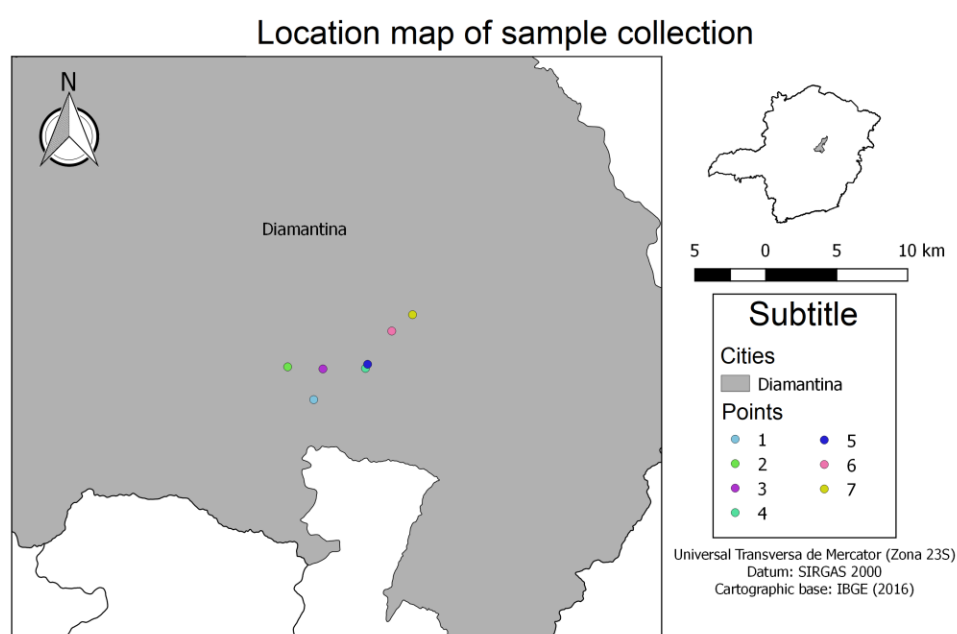 Location map of sample collection
N
Diamantina
5 0 5 10 km
Subtitle
Cities
Diamantina
Points
1 5
2 6
3 7
4
Universal Transversa de Mercator (Zona 23S)
Datum: SIRGAS 2000
Cartographic base: IBGE (2016)